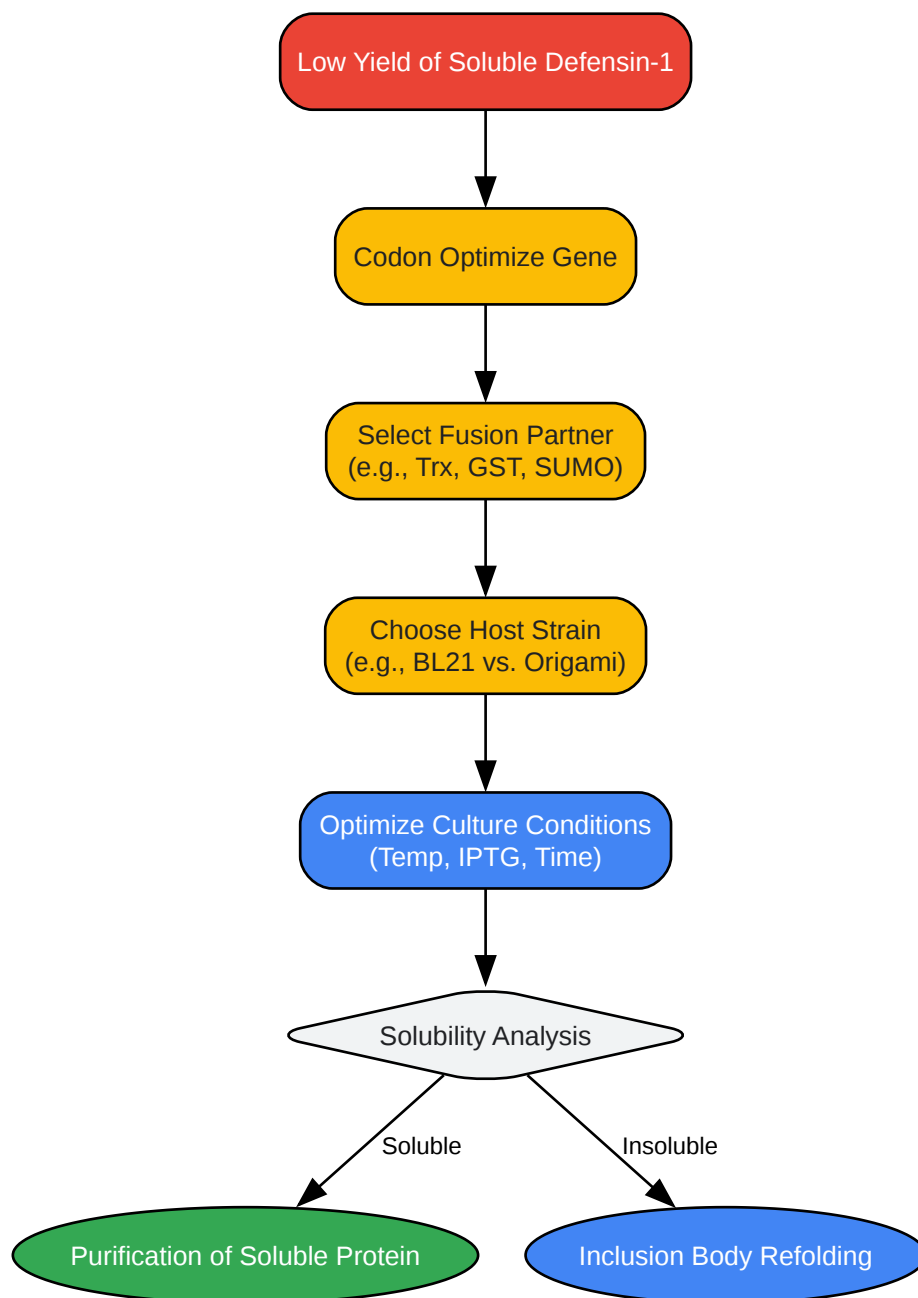 Low Yield of Soluble Defensin-1
Codon Optimize Gene
Select Fusion Partner
(e.g., Trx, GST, SUMO)
Choose Host Strain
(e.g., BL21 vs. Origami)
Optimize Culture Conditions
(Temp, IPTG, Time)
Solubility Analysis
Soluble
Insoluble
Purification of Soluble Protein
Inclusion Body Refolding